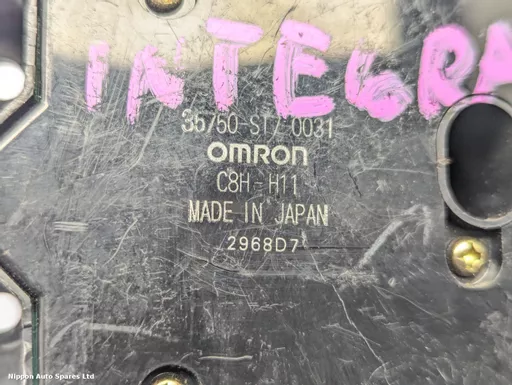 INTEGRA
35750-ST7 0031
OMRON
C8H-H11
MADE IN JAPAN
2968D7
Nippon Auto Spares Ltd